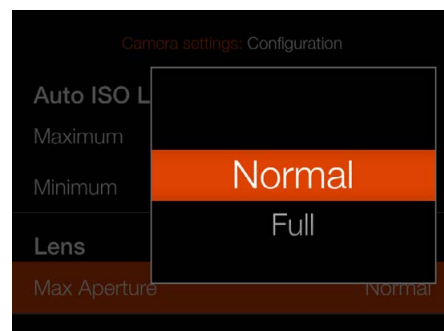 Camera settings: Configuration
Auto ISO L
Maximum
Minimum
Normal
Full
Lens
Max Aperture
Normal